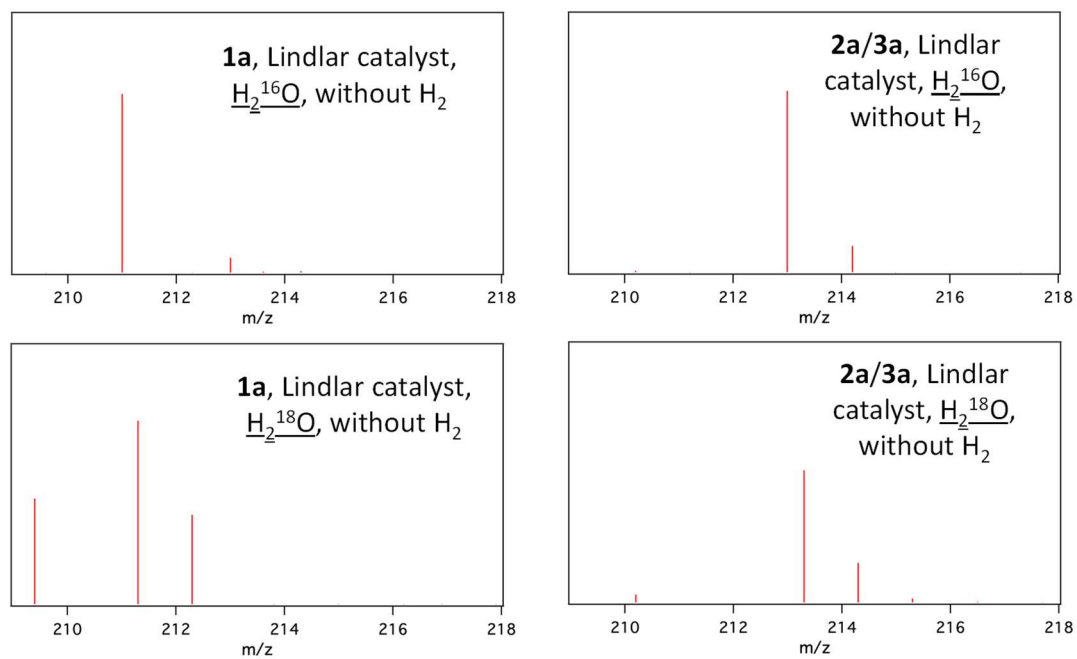 1a, Lindlar catalyst,
H₂¹⁶O, without H₂
210 212 214 216 218
m/z
2a/3a, Lindlar
catalyst, H₂¹⁶O,
without H₂
210 212 214 216 218
m/z
1a, Lindlar catalyst,
H₂¹⁸O, without H₂
210 212 214 216 218
m/z
2a/3a, Lindlar
catalyst, H₂¹⁸O,
without H₂
210 212 214 216 218
m/z